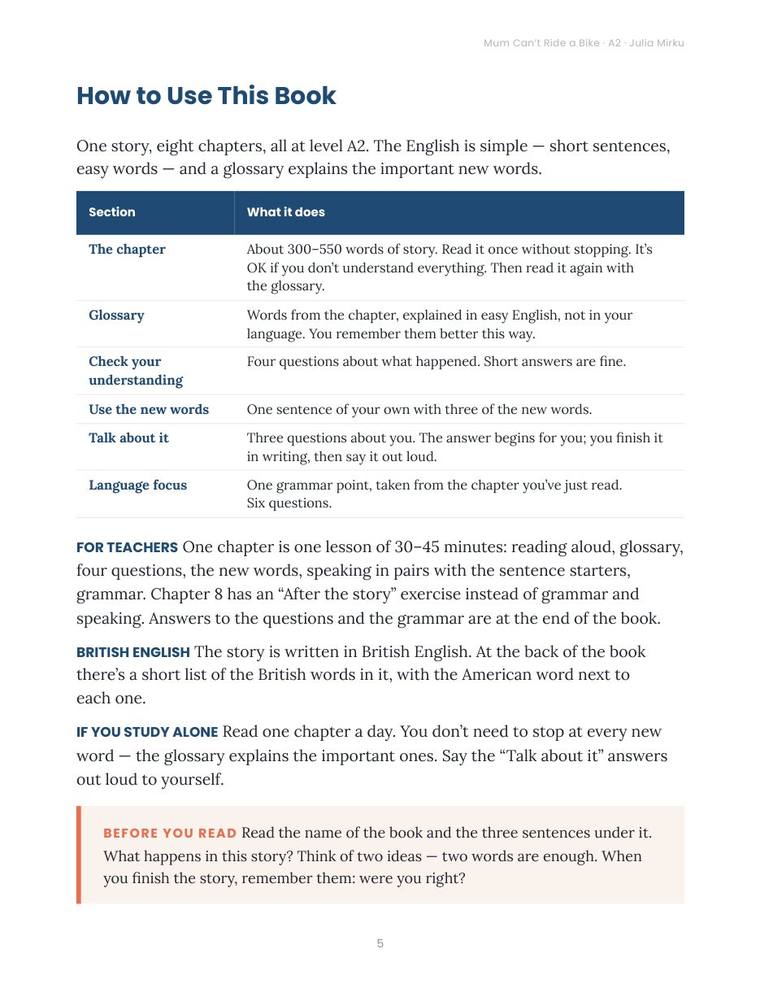 Mum Can't Ride a Bike · A2 · Julia Mirku
How to Use This Book
One story, eight chapters, all at level A2. The English is simple — short sentences,
easy words — and a glossary explains the important new words.
Section
What it does
The chapter
About 300–550 words of story. Read it once without stopping. It's
OK if you don't understand everything. Then read it again with
the glossary.
Glossary
Words from the chapter, explained in easy English, not in your
language. You remember them better this way.
Check your
understanding
Four questions about what happened. Short answers are fine.
Use the new words
One sentence of your own with three of the new words.
Talk about it
Three questions about you. The answer begins for you; you finish it
in writing, then say it out loud.
Language focus
One grammar point, taken from the chapter you've just read.
Six questions.
FOR TEACHERS One chapter is one lesson of 30–45 minutes: reading aloud, glossary,
four questions, the new words, speaking in pairs with the sentence starters,
grammar. Chapter 8 has an “After the story” exercise instead of grammar and
speaking. Answers to the questions and the grammar are at the end of the book.
BRITISH ENGLISH The story is written in British English. At the back of the book
there's a short list of the British words in it, with the American word next to
each one.
IF YOU STUDY ALONE Read one chapter a day. You don't need to stop at every new
word — the glossary explains the important ones. Say the “Talk about it” answers
out loud to yourself.
BEFORE YOU READ Read the name of the book and the three sentences under it.
What happens in this story? Think of two ideas — two words are enough. When
you finish the story, remember them: were you right?
5